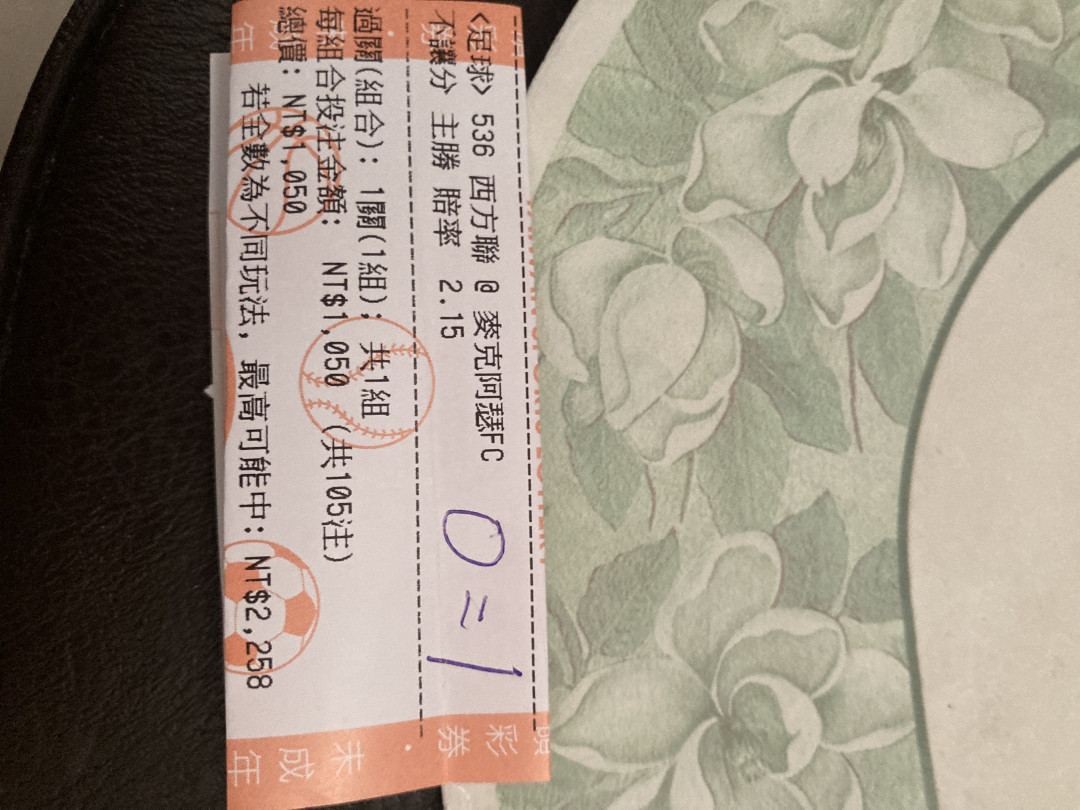 <足球> 536 西方聯 @ 麥克阿瑟FC
不讓分 主勝 賠率 2.15
0=1
過關(組合): 1關(1組); 共1組
每組合投注金額: NT$1,050 (共105注)
總價: NT$1,050
若全數為不同玩法, 最高可能中: NT$2,258
彩券 · 未成年